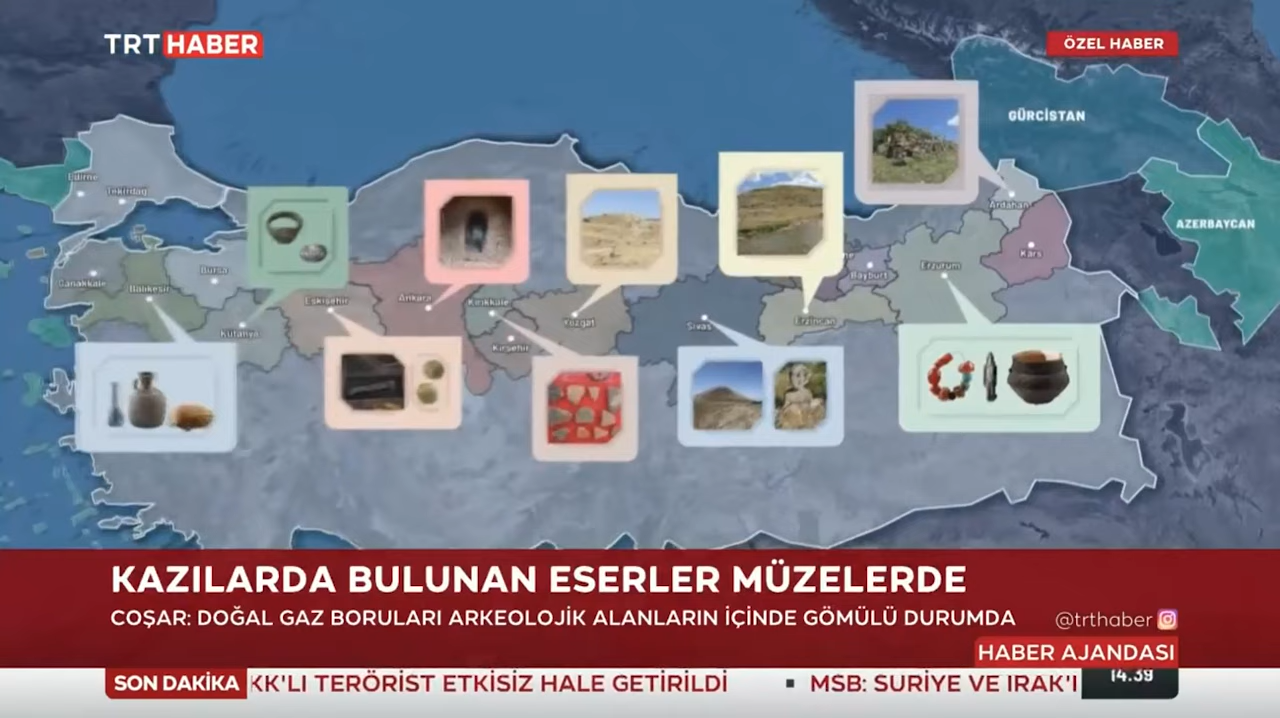 TRT HABER
ÖZEL HABER
GÜRCİSTAN
AZERBAYCAN
Edirne
Tekirdağ
Ardahan
Kars
Bayburt
Erzurum
Çanakkale
Balıkesir
Bursa
Eskişehir
Ankara
Kırıkkale
Kütahya
Kırşehir
Yozgat
Sivas
Erzincan
KAZILARDA BULUNAN ESERLER MÜZELERDE
COŞAR: DOĞAL GAZ BORULARI ARKEOLOJİK ALANLARIN İÇİNDE GÖMÜLÜ DURUMDA
@trthaber
HABER AJANDASI
SON DAKİKA KK'LI TERÖRİST ETKİSİZ HALE GETİRİLDİ ▪ MSB: SURİYE VE IRAK'I
14.39